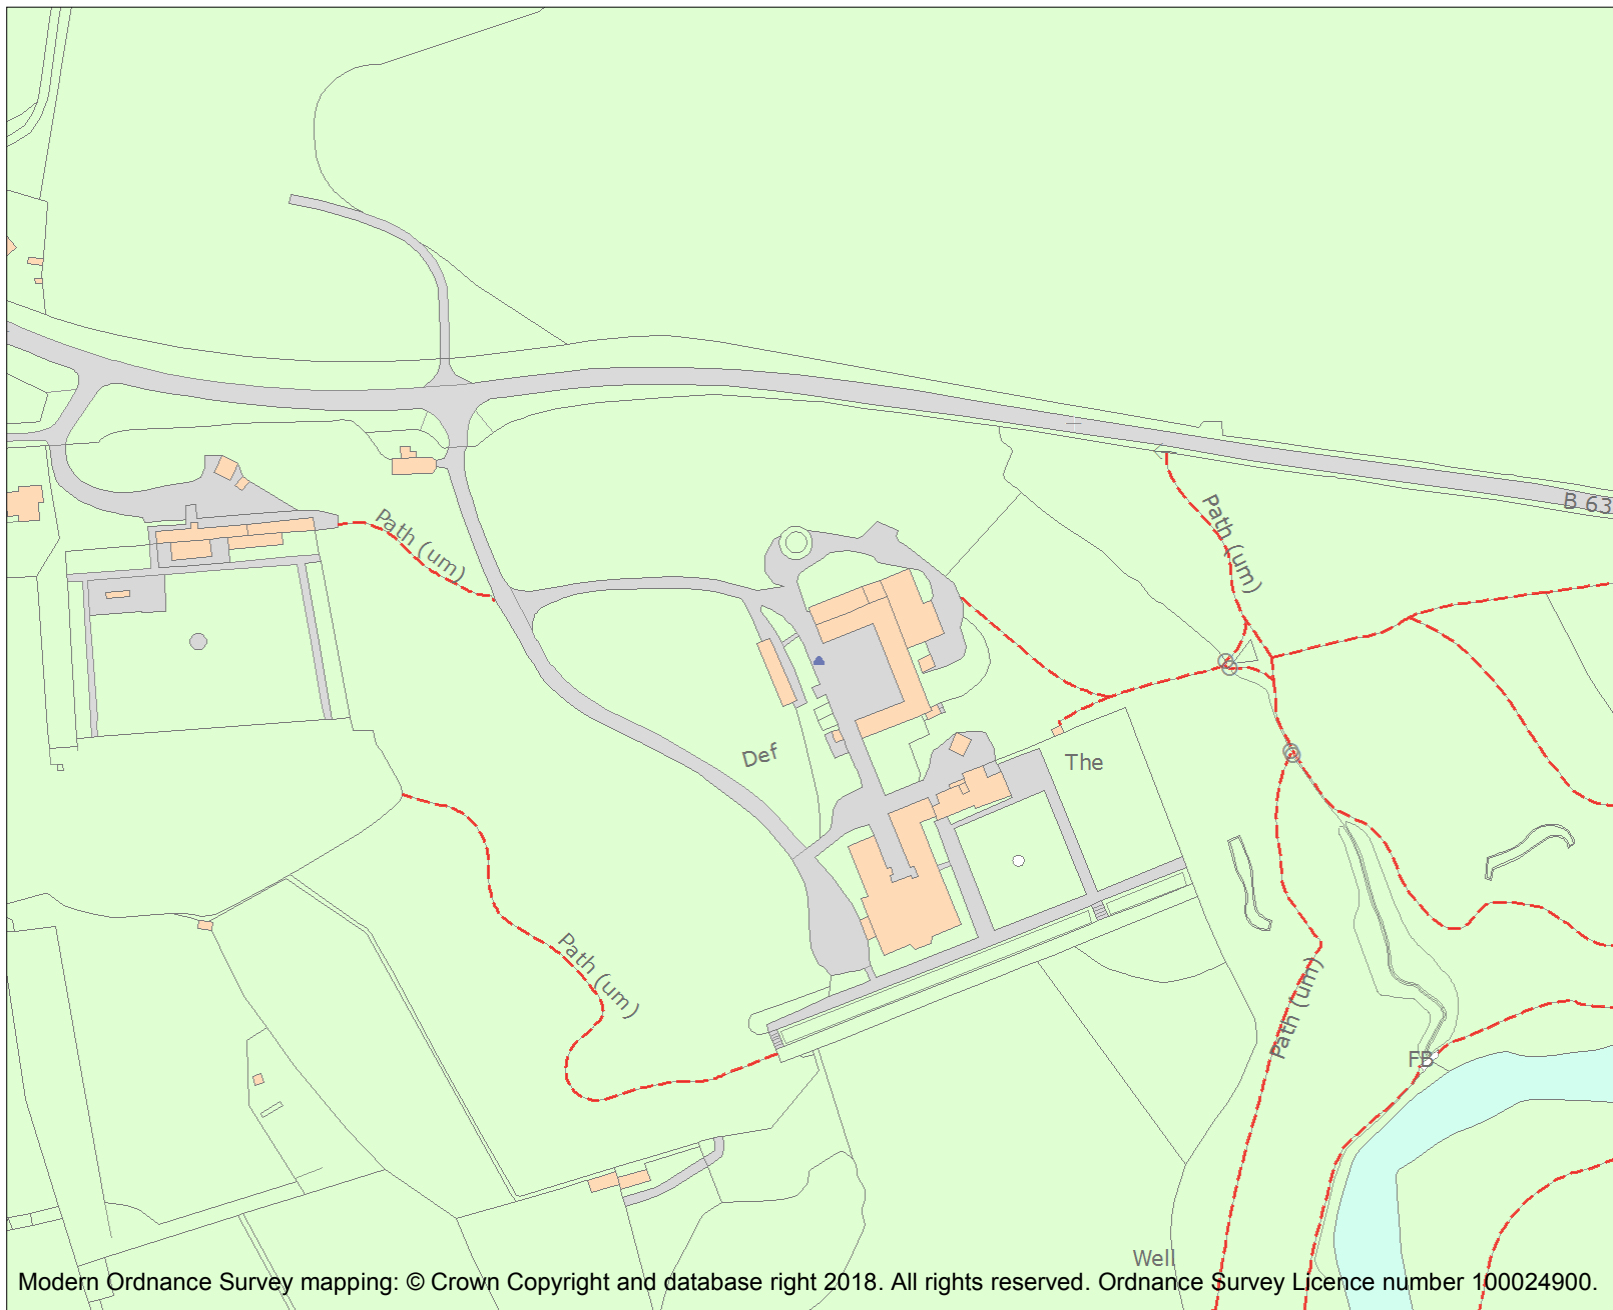 B 63
Path (um)
Path (um)
Def
The
Path (um)
Path (um)
FB
Well
Modern Ordnance Survey mapping: © Crown Copyright and database right 2018. All rights reserved. Ordnance Survey Licence number 100024900.